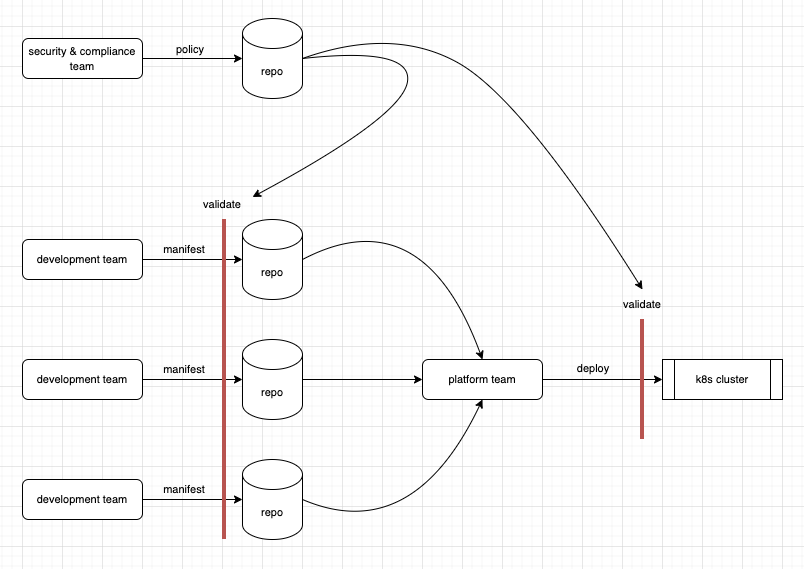 security & compliance
team
policy
repo
validate
development team
manifest
repo
validate
development team
manifest
repo
platform team
deploy
k8s cluster
development team
manifest
repo